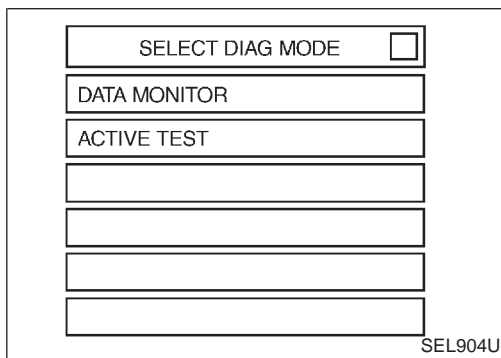 SELECT DIAG MODE
DATA MONITOR
ACTIVE TEST
SEL904U